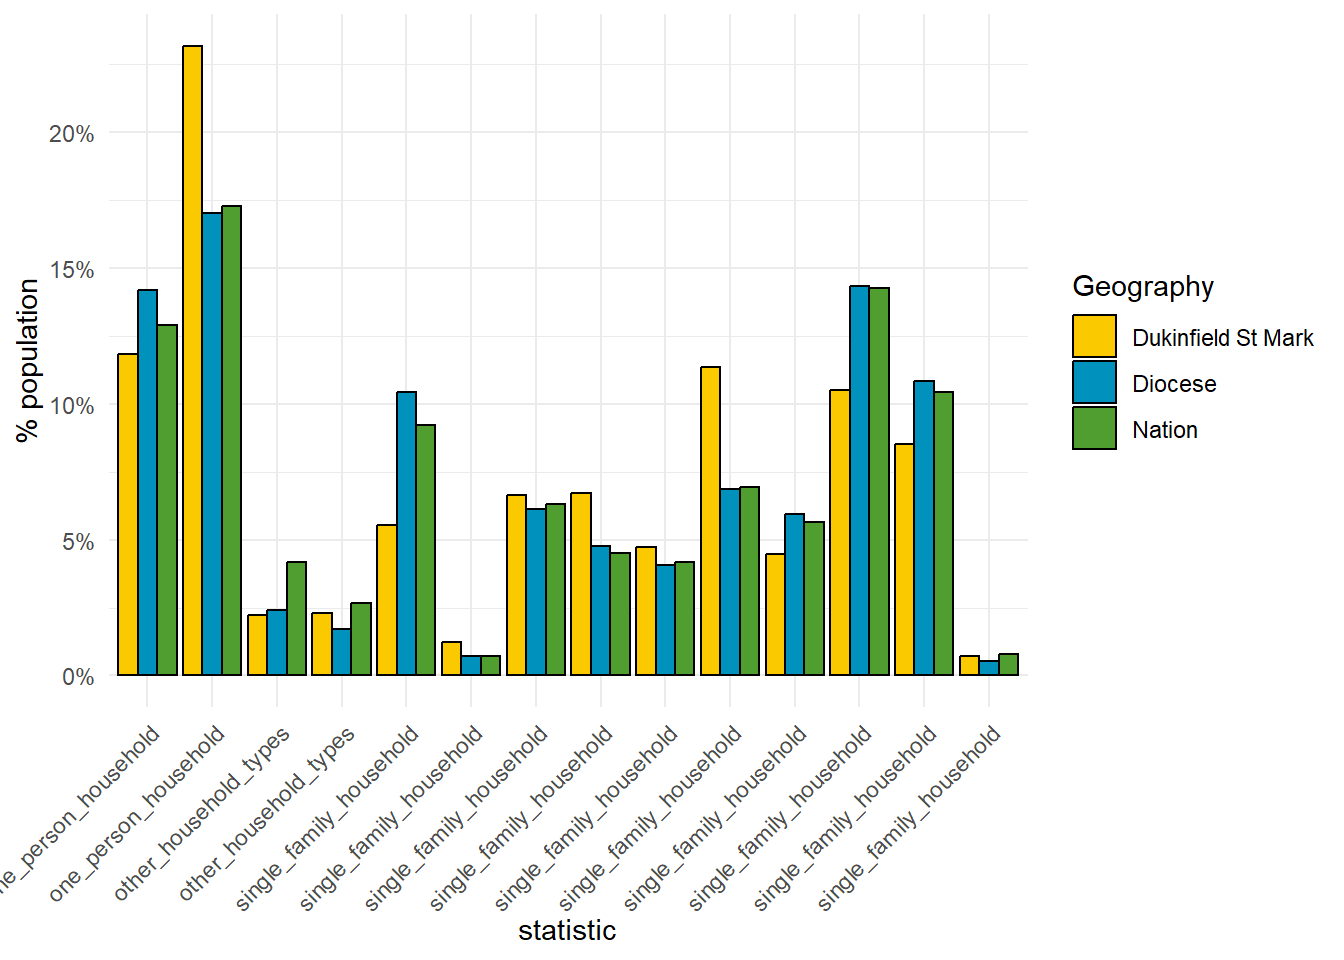 20%
15%
10%
5%
0%
% population
ne_person_household
one_person_household
other_household_types
other_household_types
single_family_household
single_family_household
single_family_household
single_family_household
single_family_household
single_family_household
single_family_household
single_family_household
single_family_household
single_family_household
statistic
Geography
Dukinfield St Mark
Diocese
Nation